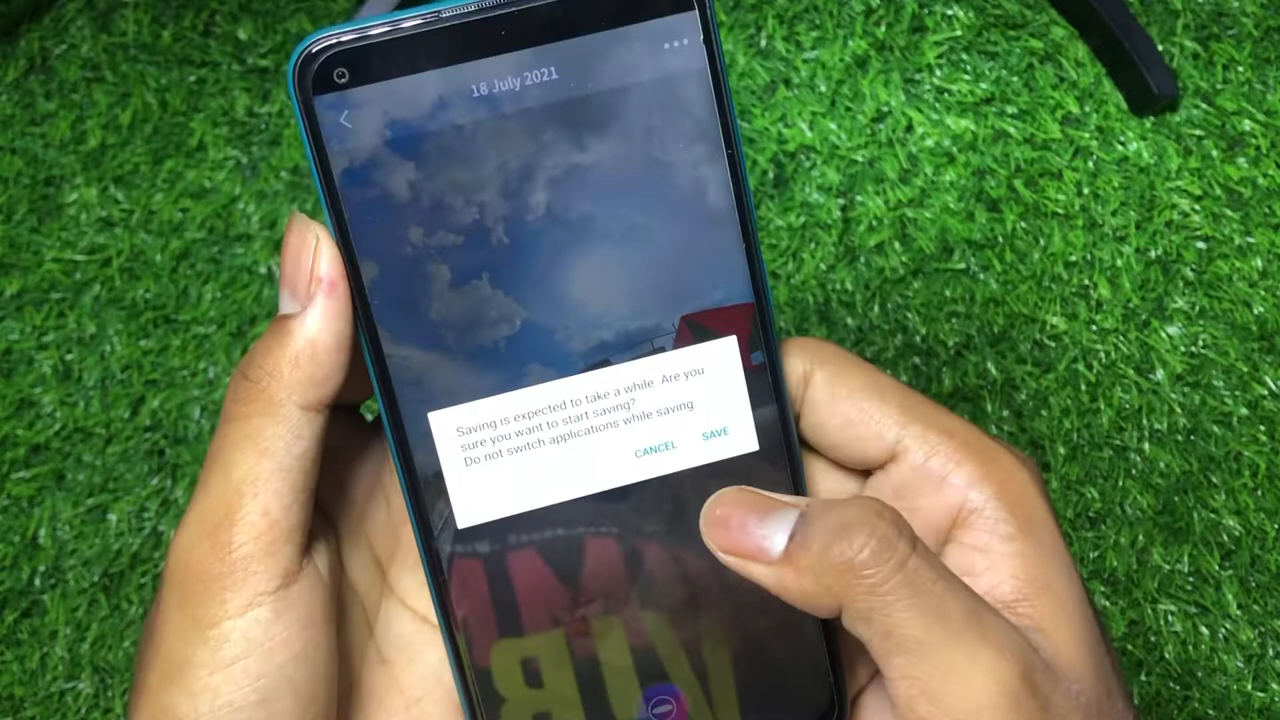 18 July 2021
Saving is expected to take a while. Are you
sure you want to start saving?
Do not switch applications while saving.
CANCEL SAVE